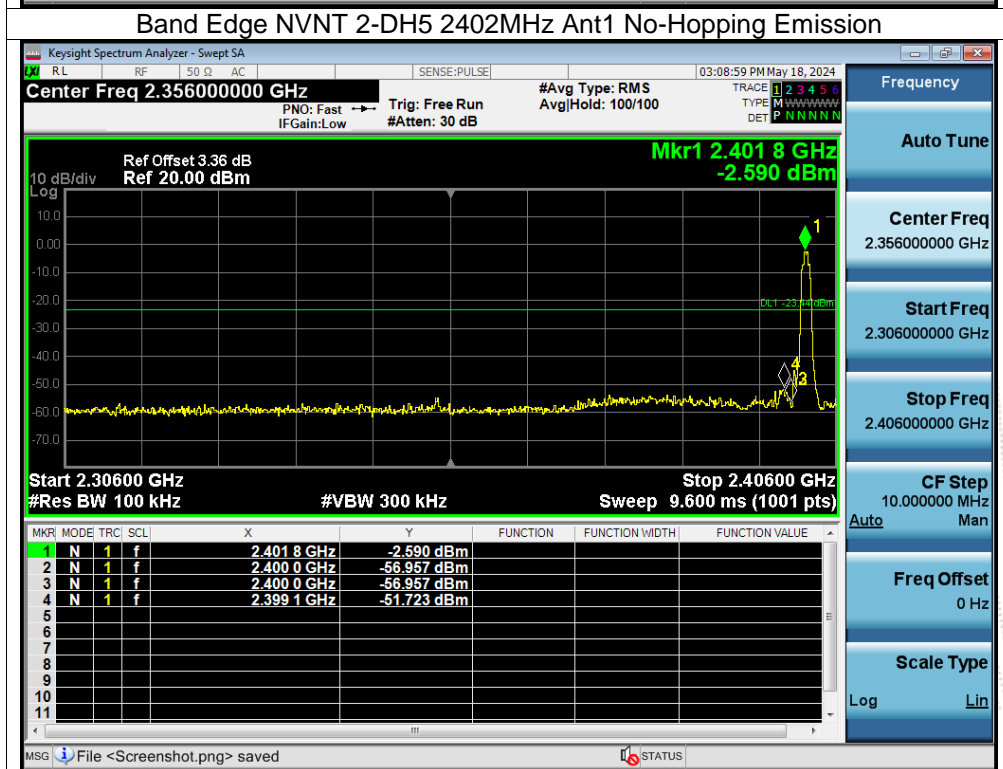 Band Edge NVNT 2-DH5 2402MHz Ant1 No-Hopping Emission
Keysight Spectrum Analyzer - Swept SA
LXI RL RF 50 Ω AC SENSE:PULSE 03:08:59 PM May 18, 2024
Center Freq 2.356000000 GHz #Avg Type: RMS TRACE 1 2 3 4 5 6
PNO: Fast Trig: Free Run Avg|Hold: 100/100 TYPE M WWWWW
IFGain:Low #Atten: 30 dB DET P N N N N N
Frequency
Auto Tune
Center Freq
2.356000000 GHz
Start Freq
2.306000000 GHz
Stop Freq
2.406000000 GHz
CF Step
10.000000 MHz
Auto Man
Freq Offset
0 Hz
Scale Type
Log Lin
Mkr1 2.401 8 GHz
-2.590 dBm
Ref Offset 3.36 dB
10 dB/div Ref 20.00 dBm
Log
10.0
0.00
-10.0
-20.0
-30.0
-40.0
-50.0
-60.0
-70.0
1
DL1 -23.44 dBm
4
3
Start 2.30600 GHz Stop 2.40600 GHz
#Res BW 100 kHz #VBW 300 kHz Sweep 9.600 ms (1001 pts)
MKR MODE TRC SCL X Y FUNCTION FUNCTION WIDTH FUNCTION VALUE
1 N 1 f 2.401 8 GHz -2.590 dBm
2 N 1 f 2.400 0 GHz -56.957 dBm
3 N 1 f 2.400 0 GHz -56.957 dBm
4 N 1 f 2.399 1 GHz -51.723 dBm
5
6
7
8
9
10
11
MSG File <Screenshot.png> saved STATUS